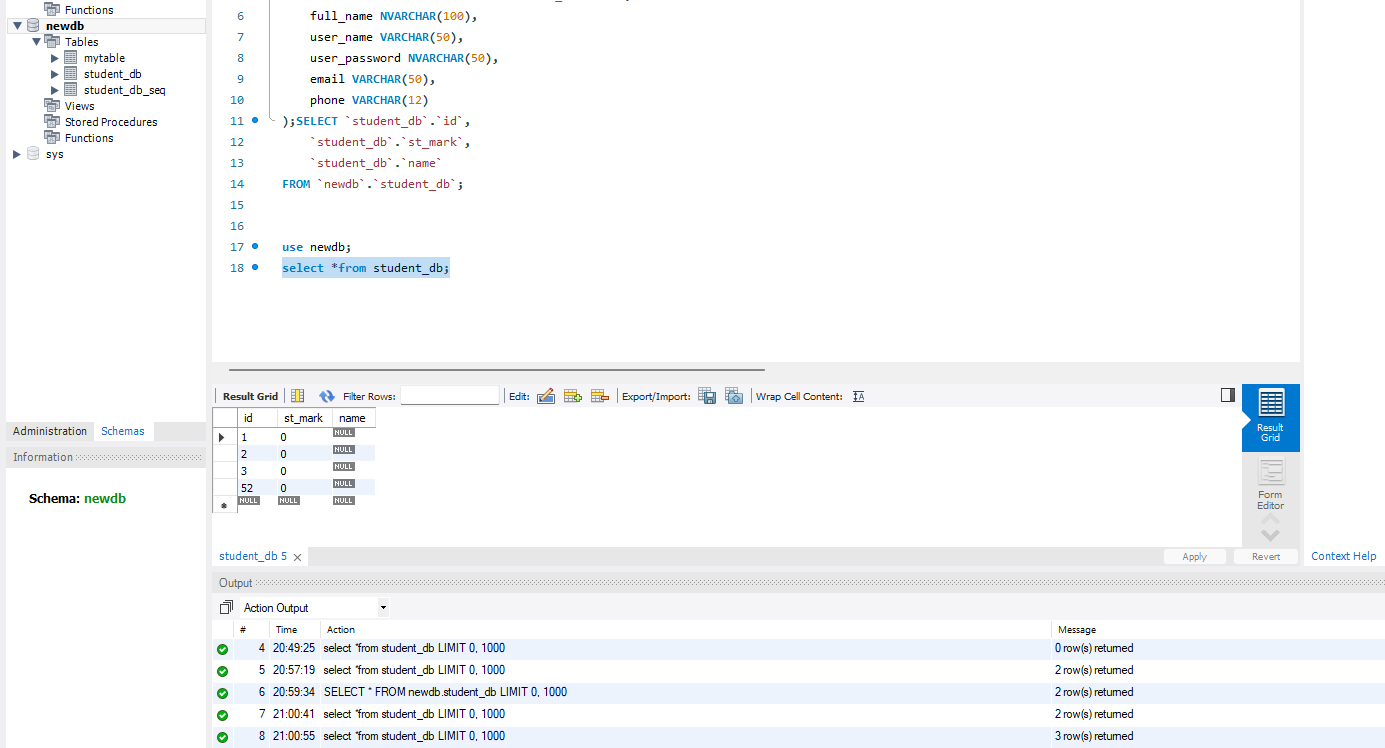 Functions
newdb
Tables
mytable
student_db
student_db_seq
Views
Stored Procedures
Functions
sys
Administration Schemas
Information
Schema: newdb
6 full_name NVARCHAR(100),
7 user_name VARCHAR(50),
8 user_password NVARCHAR(50),
9 email VARCHAR(50),
10 phone VARCHAR(12)
11 );SELECT `student_db`.`id`,
12 `student_db`.`st_mark`,
13 `student_db`.`name`
14 FROM `newdb`.`student_db`;
15
16
17 use newdb;
18 select *from student_db;
Result Grid Filter Rows: Edit: Export/Import: Wrap Cell Content:
id st_mark name
1 0 NULL
2 0 NULL
3 0 NULL
52 0 NULL
NULL NULL NULL
Result
Grid
Form
Editor
student_db 5 Apply Revert Context Help
Output
Action Output
# Time Action Message
4 20:49:25 select *from student_db LIMIT 0, 1000 0 row(s) returned
5 20:57:19 select *from student_db LIMIT 0, 1000 2 row(s) returned
6 20:59:34 SELECT * FROM newdb.student_db LIMIT 0, 1000 2 row(s) returned
7 21:00:41 select *from student_db LIMIT 0, 1000 2 row(s) returned
8 21:00:55 select *from student_db LIMIT 0, 1000 3 row(s) returned